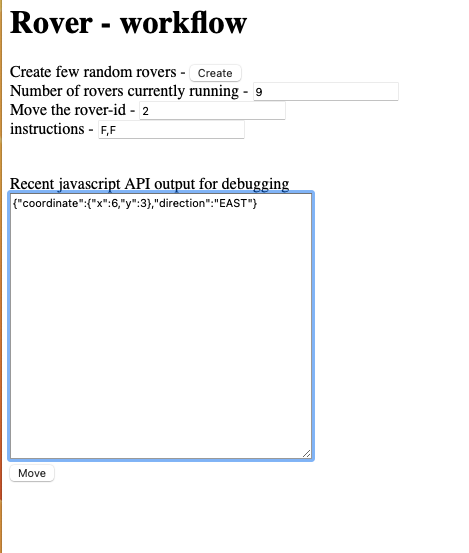 Rover - workflow
Create few random rovers - Create
Number of rovers currently running - 9
Move the rover-id - 2
instructions - F,F
Recent javascript API output for debugging
{"coordinate":{"x":6,"y":3},"direction":"EAST"}
Move